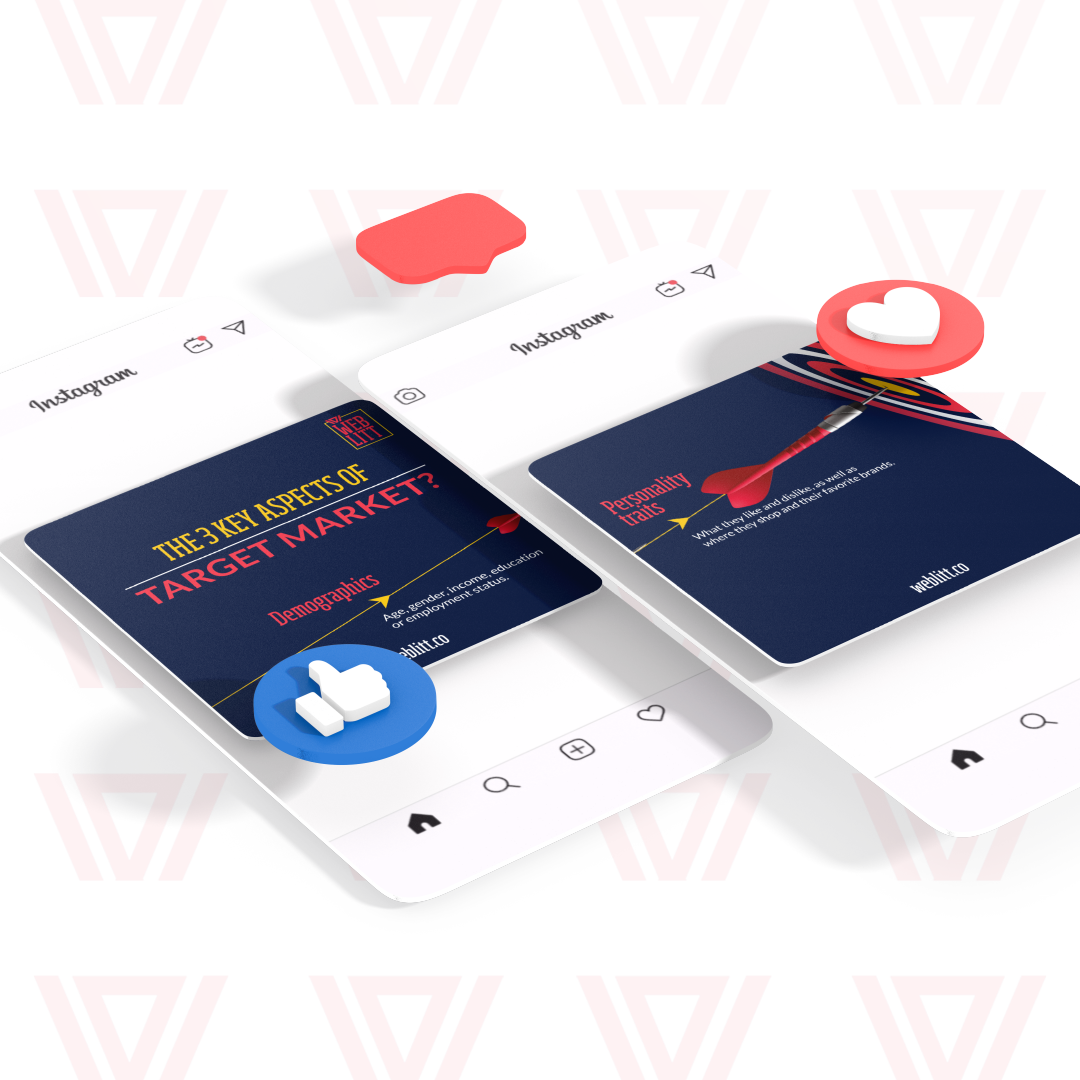 Instagram
WEB
LITT
THE 3 KEY ASPECTS OF
TARGET MARKET?
Demographics
Age, gender, income, education
or employment status.
eblitt.co
Instagram
Personality
traits
What they like and dislike, as well as
where they shop and their favorite brands.
weblitt.co